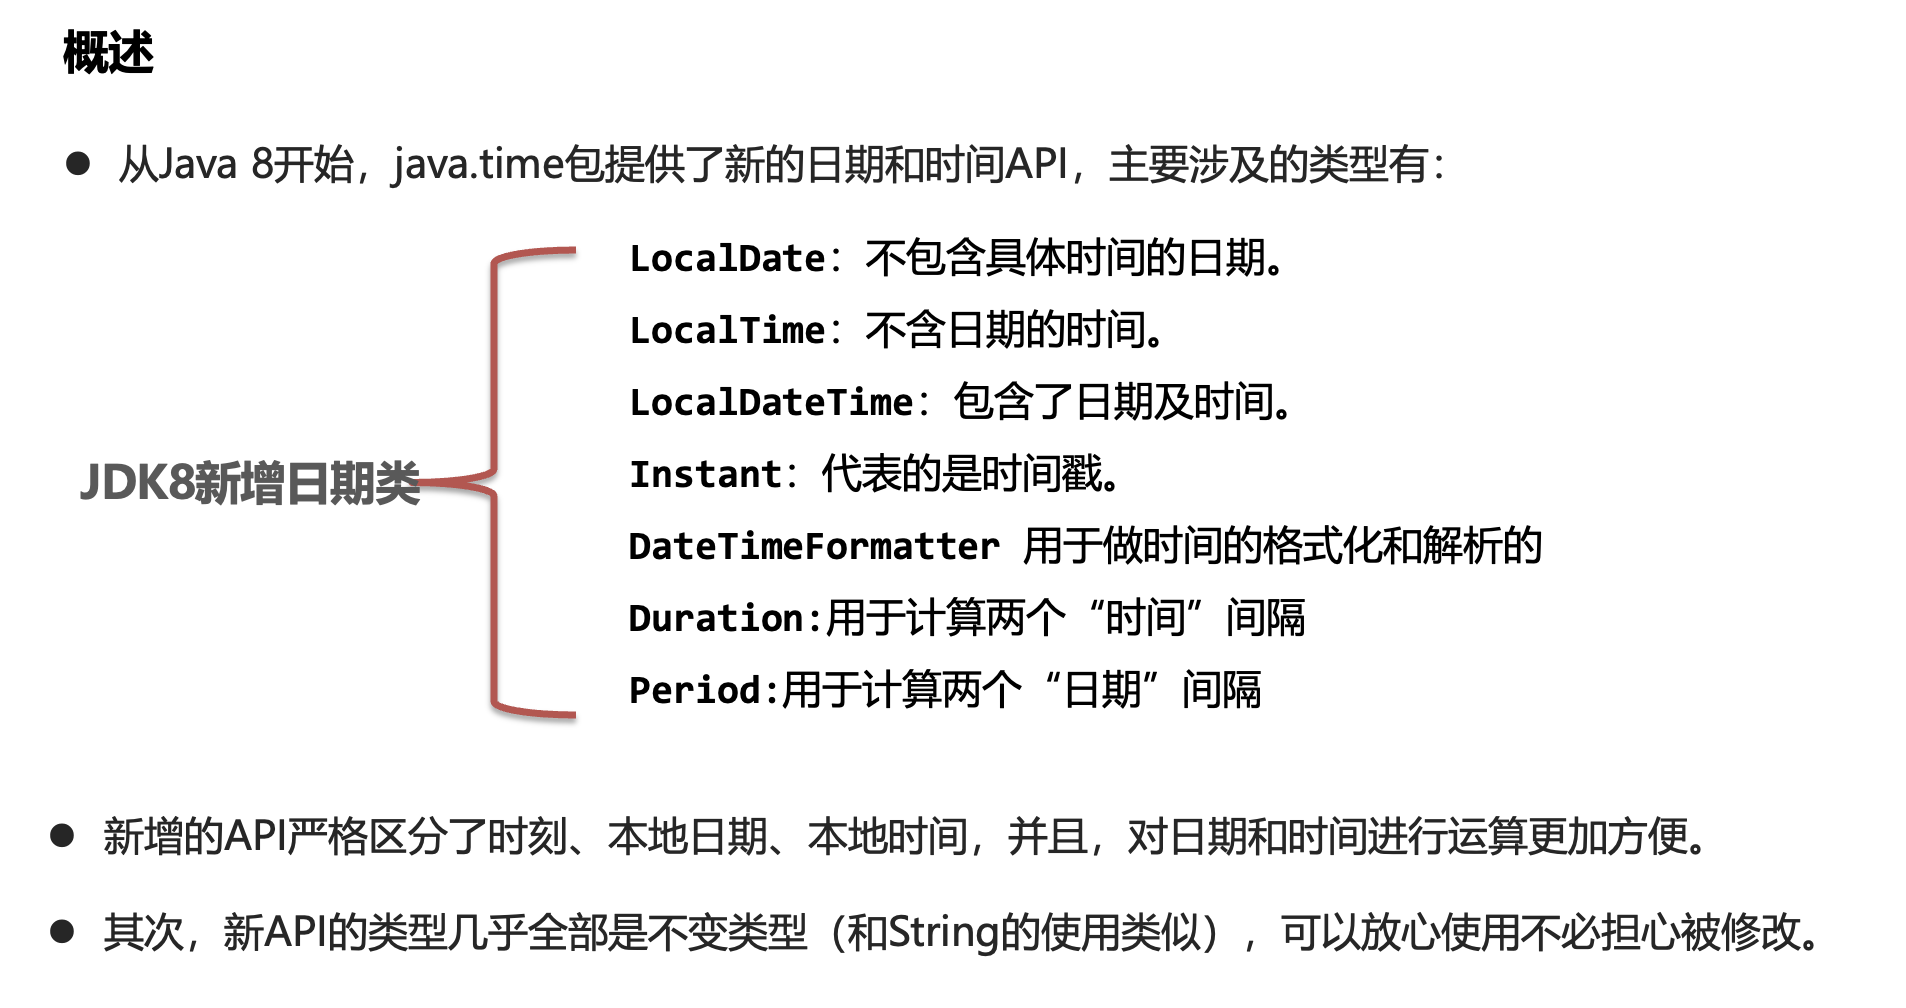 概述
● 从Java 8开始，java.time包提供了新的日期和时间API，主要涉及的类型有：
LocalDate：不包含具体时间的日期。
LocalTime：不含日期的时间。
LocalDateTime：包含了日期及时间。
JDK8新增日期类
Instant：代表的是时间戳。
DateTimeFormatter 用于做时间的格式化和解析的
Duration:用于计算两个“时间”间隔
Period:用于计算两个“日期”间隔
● 新增的API严格区分了时刻、本地日期、本地时间，并且，对日期和时间进行运算更加方便。
● 其次，新API的类型几乎全部是不变类型（和String的使用类似），可以放心使用不必担心被修改。